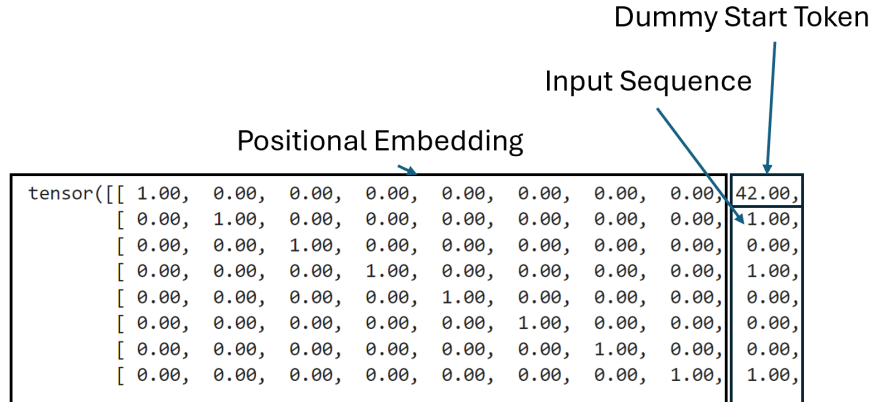 Dummy Start Token
Input Sequence
Positional Embedding
tensor([[ 1.00, 0.00, 0.00, 0.00, 0.00, 0.00, 0.00, 0.00, 42.00,
[ 0.00, 1.00, 0.00, 0.00, 0.00, 0.00, 0.00, 0.00, 1.00,
[ 0.00, 0.00, 1.00, 0.00, 0.00, 0.00, 0.00, 0.00, 0.00,
[ 0.00, 0.00, 0.00, 1.00, 0.00, 0.00, 0.00, 0.00, 1.00,
[ 0.00, 0.00, 0.00, 0.00, 1.00, 0.00, 0.00, 0.00, 0.00,
[ 0.00, 0.00, 0.00, 0.00, 0.00, 1.00, 0.00, 0.00, 0.00,
[ 0.00, 0.00, 0.00, 0.00, 0.00, 0.00, 1.00, 0.00, 0.00,
[ 0.00, 0.00, 0.00, 0.00, 0.00, 0.00, 0.00, 1.00, 1.00,